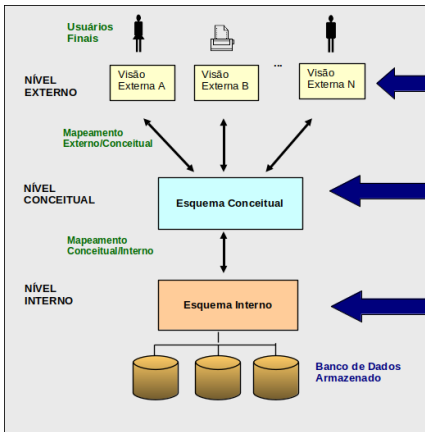 Usuários
Finais
NÍVEL
EXTERNO
Visão
Externa A
Visão
Externa B
...
Visão
Externa N
Mapeamento
Externo/Conceitual
NÍVEL
CONCEITUAL
Esquema Conceitual
Mapeamento
Conceitual/Interno
NÍVEL
INTERNO
Esquema Interno
Banco de Dados
Armazenado